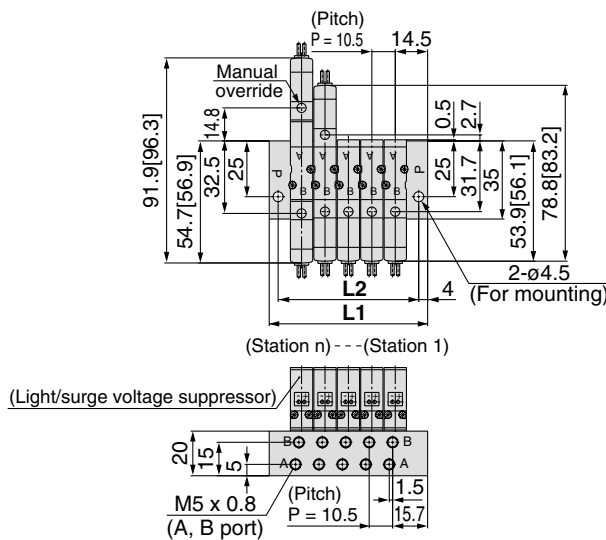 (Pitch)
P = 10.5
14.5
Manual
override
14.8
0.5
2.7
91.9[96.3]
54.7[56.9]
32.5
25
P
A A A A A
B B B B B
P
25
31.7
35
53.9[56.1]
78.8[83.2]
2-ø4.5
(For mounting)
L2
4
L1
(Station n) --- (Station 1)
(Light/surge voltage suppressor)
20
15
5
B
B
A
A
M5 x 0.8
(A, B port)
(Pitch)
P = 10.5
1.5
15.7